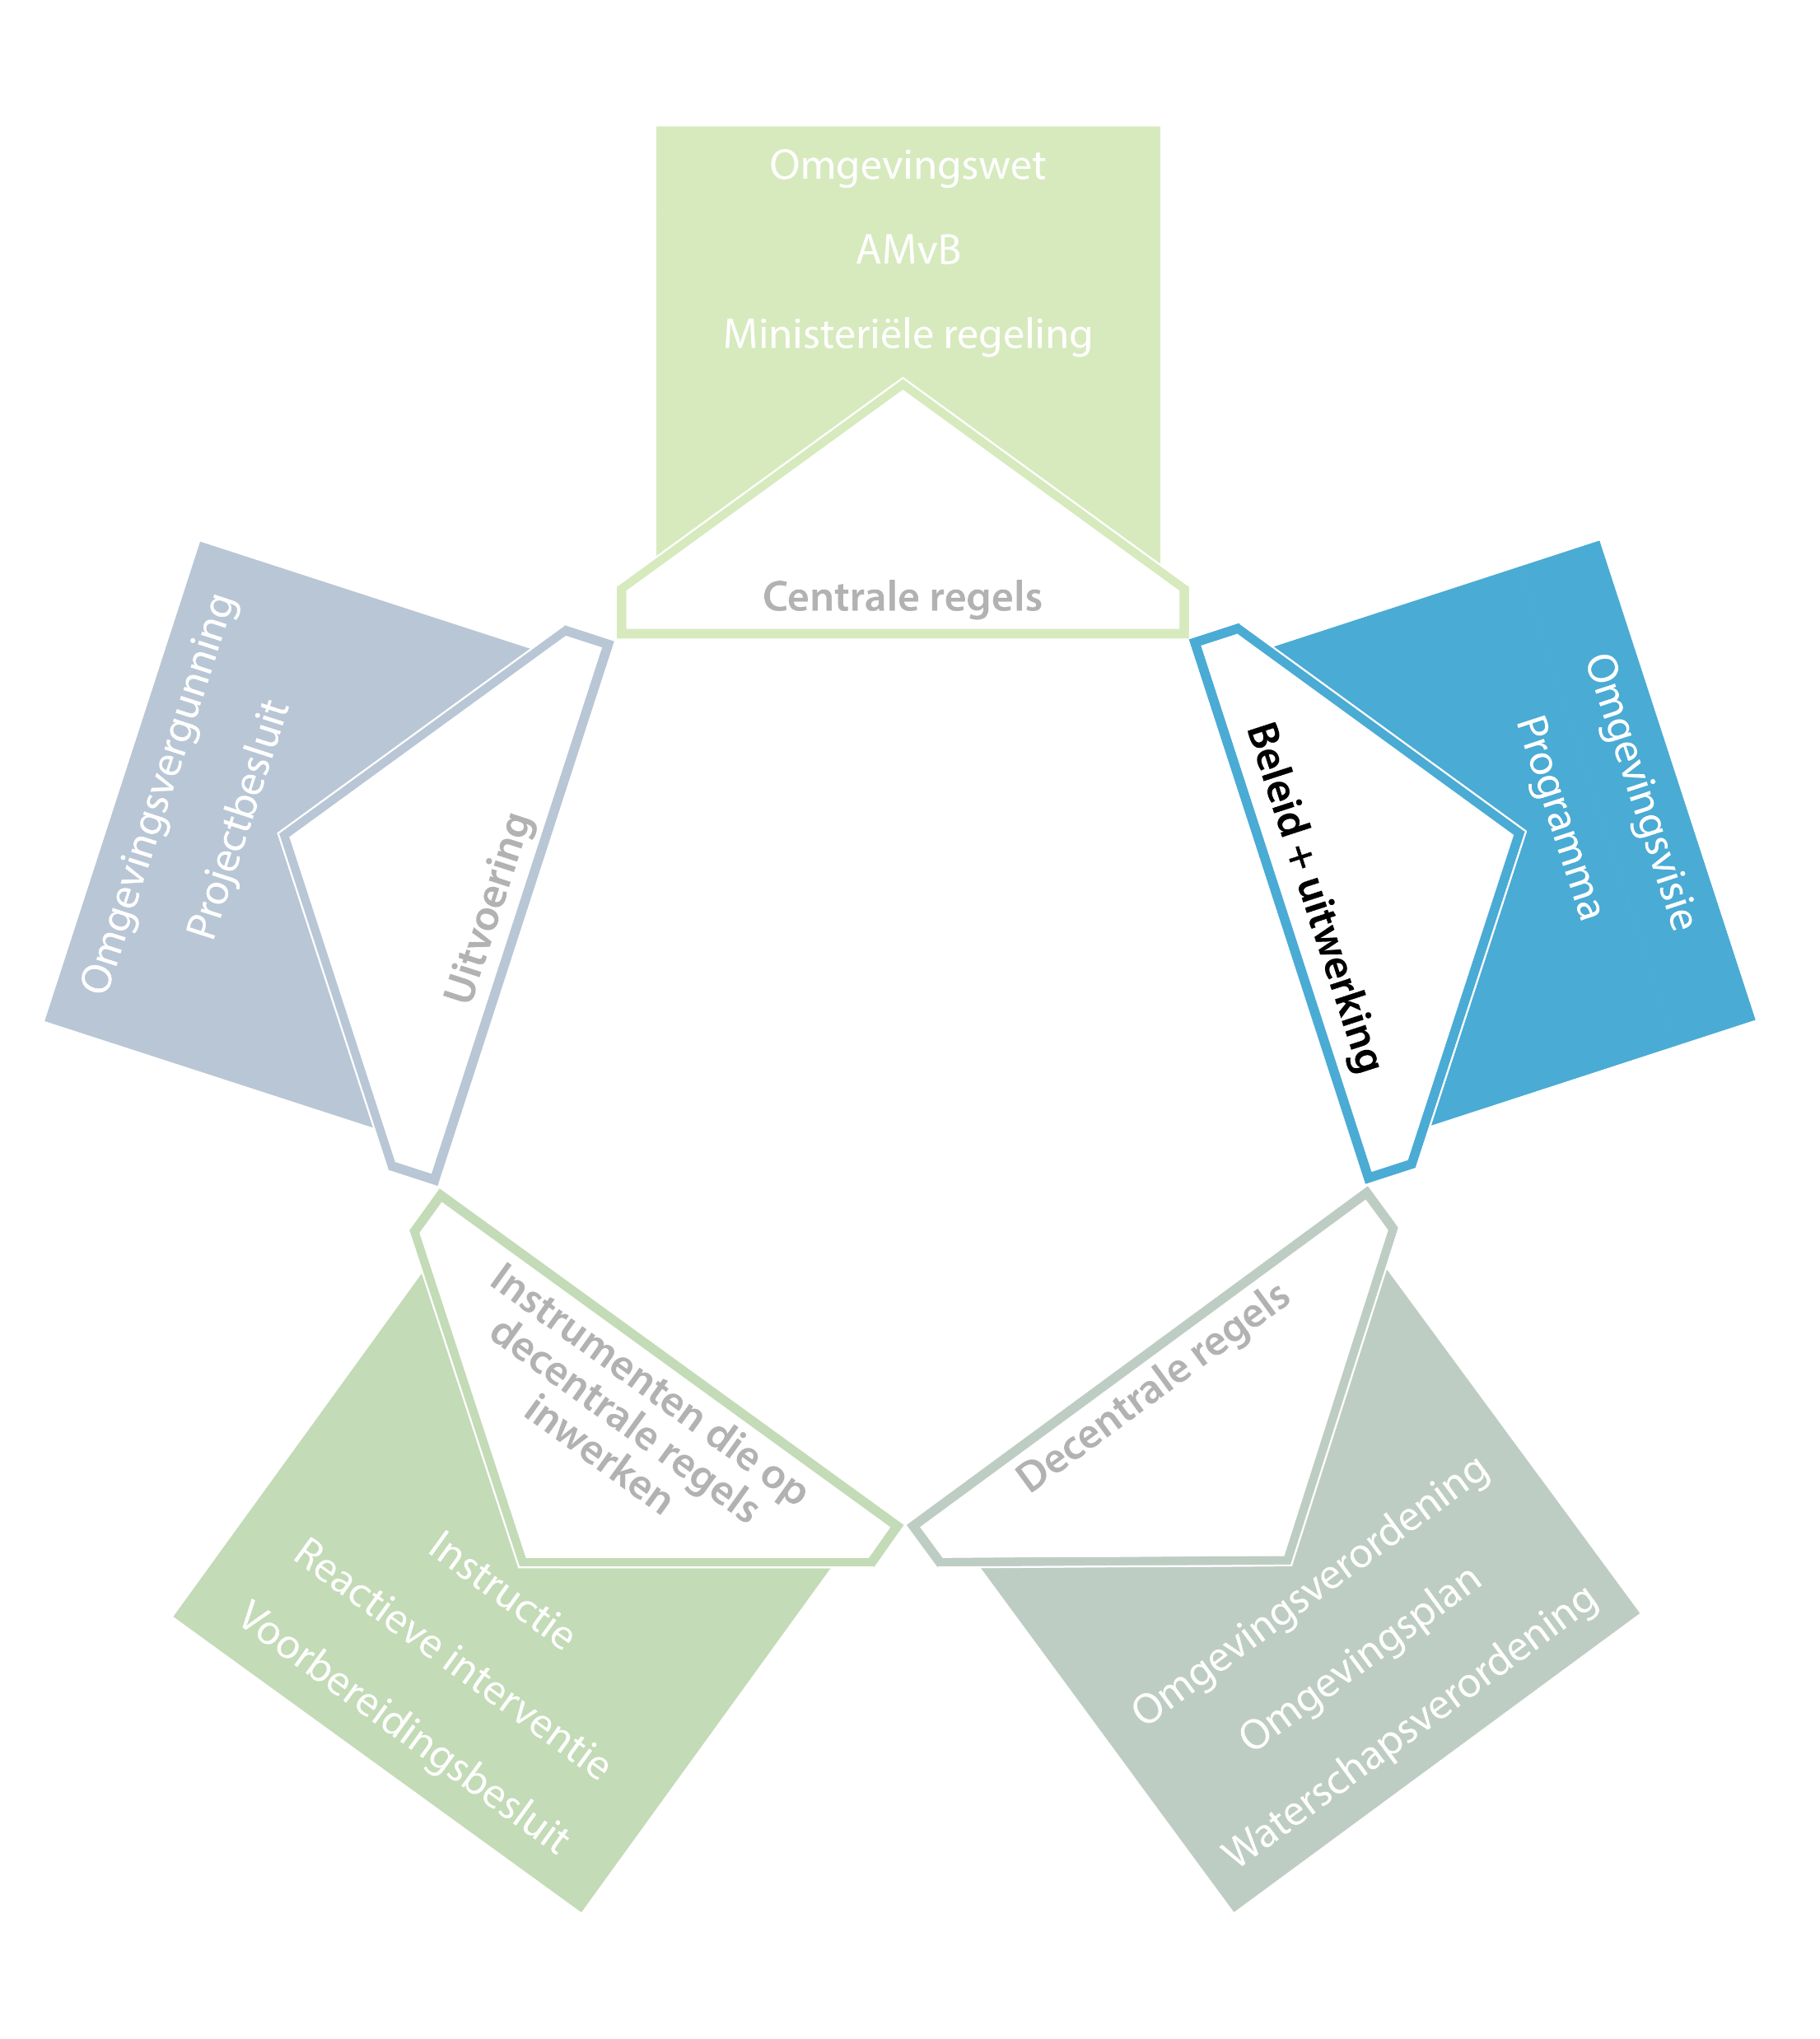 Omgevingswet
AMvB
Ministeriële regeling
Centrale regels
Omgevingsvisie
Programma
Beleid + uitwerking
Decentrale regels
Omgevingsverordening
Omgevingsplan
Waterschapsverordening
Instrumenten die op
decentrale regels
inwerken
Instructie
Reactieve interventie
Voorbereidingsbesluit
Uitvoering
Projectbesluit
Omgevingsvergunning